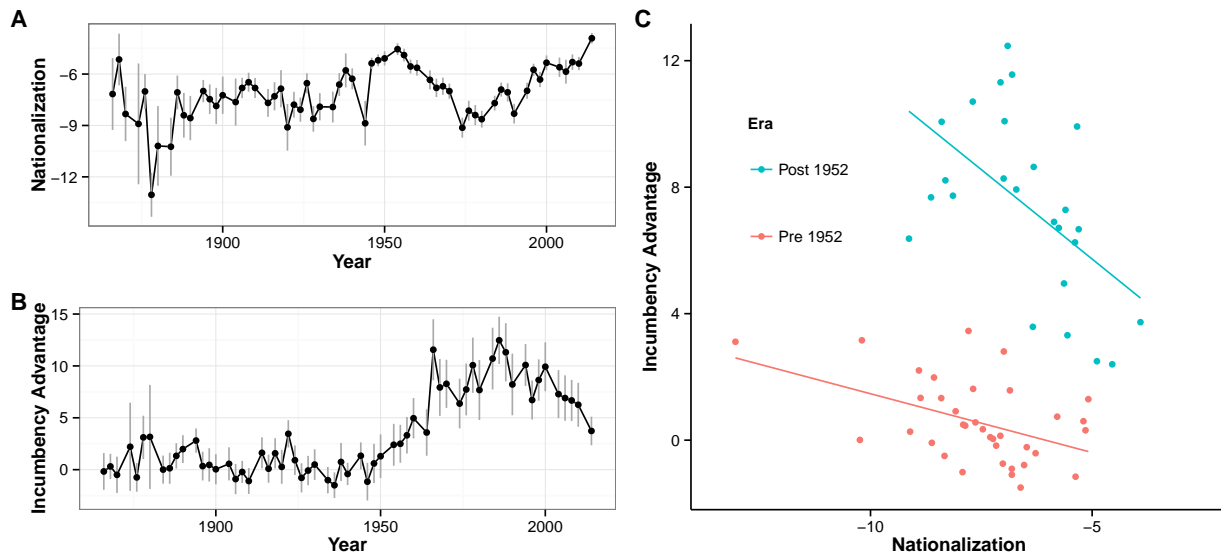 A
Nationalization
−6
−9
−12
1900
1950
2000
Year
B
Incumbency Advantage
15
10
5
0
1900
1950
2000
Year
C
Incumbency Advantage
12
8
4
0
Era
Post 1952
Pre 1952
−10
−5
Nationalization